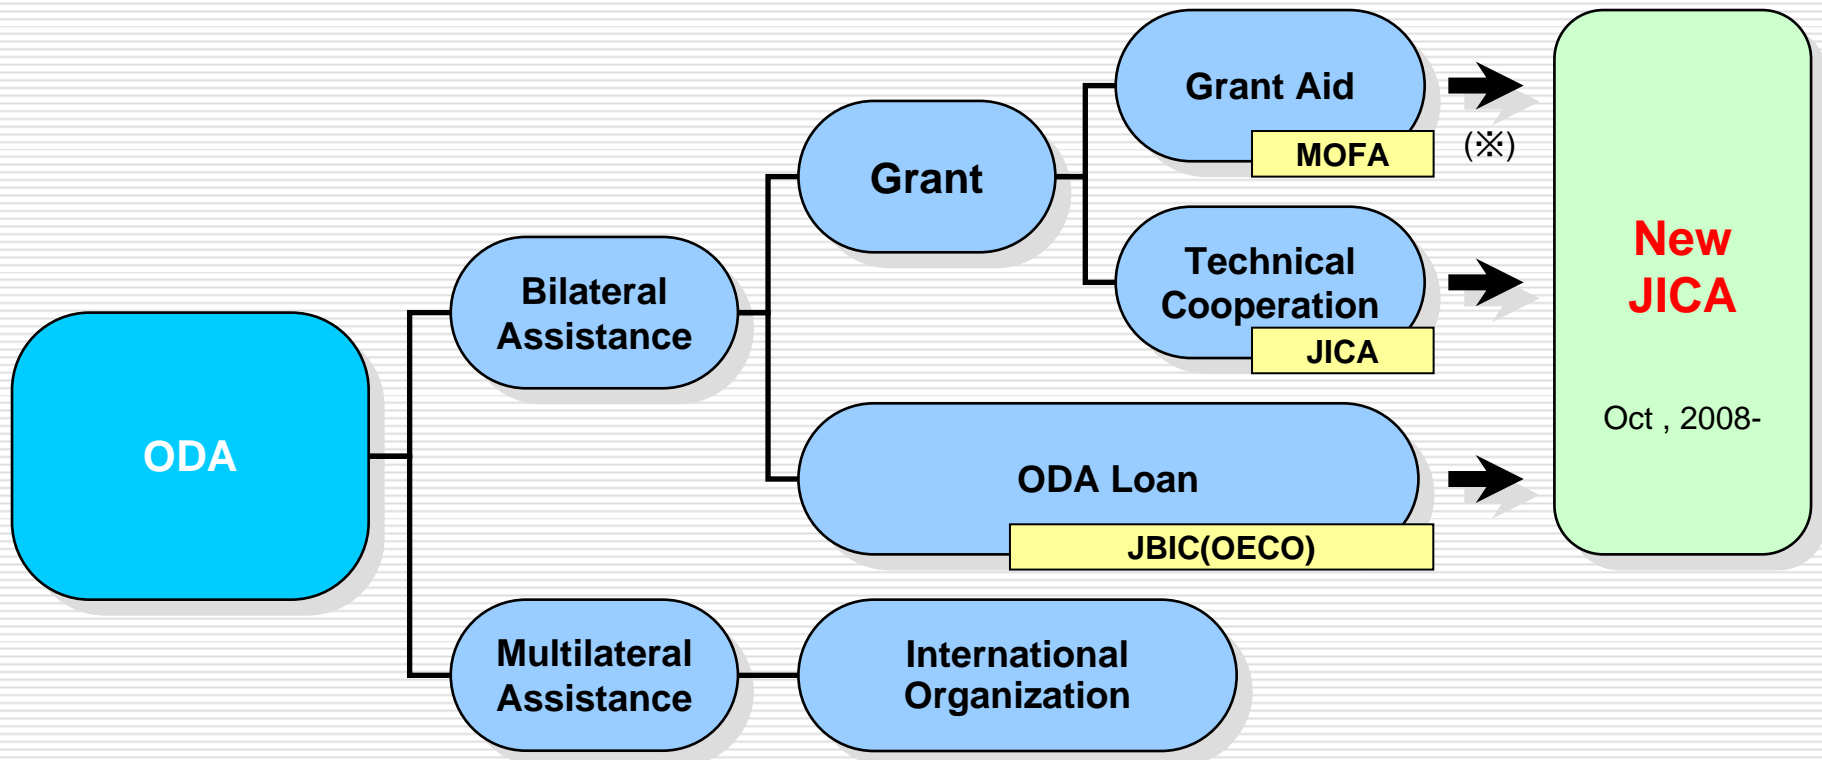 Grant Aid
MOFA
(※)
Grant
Technical
Cooperation
JICA
New
JICA
Oct , 2008-
Bilateral
Assistance
ODA
ODA Loan
JBIC(OECO)
Multilateral
Assistance
International
Organization